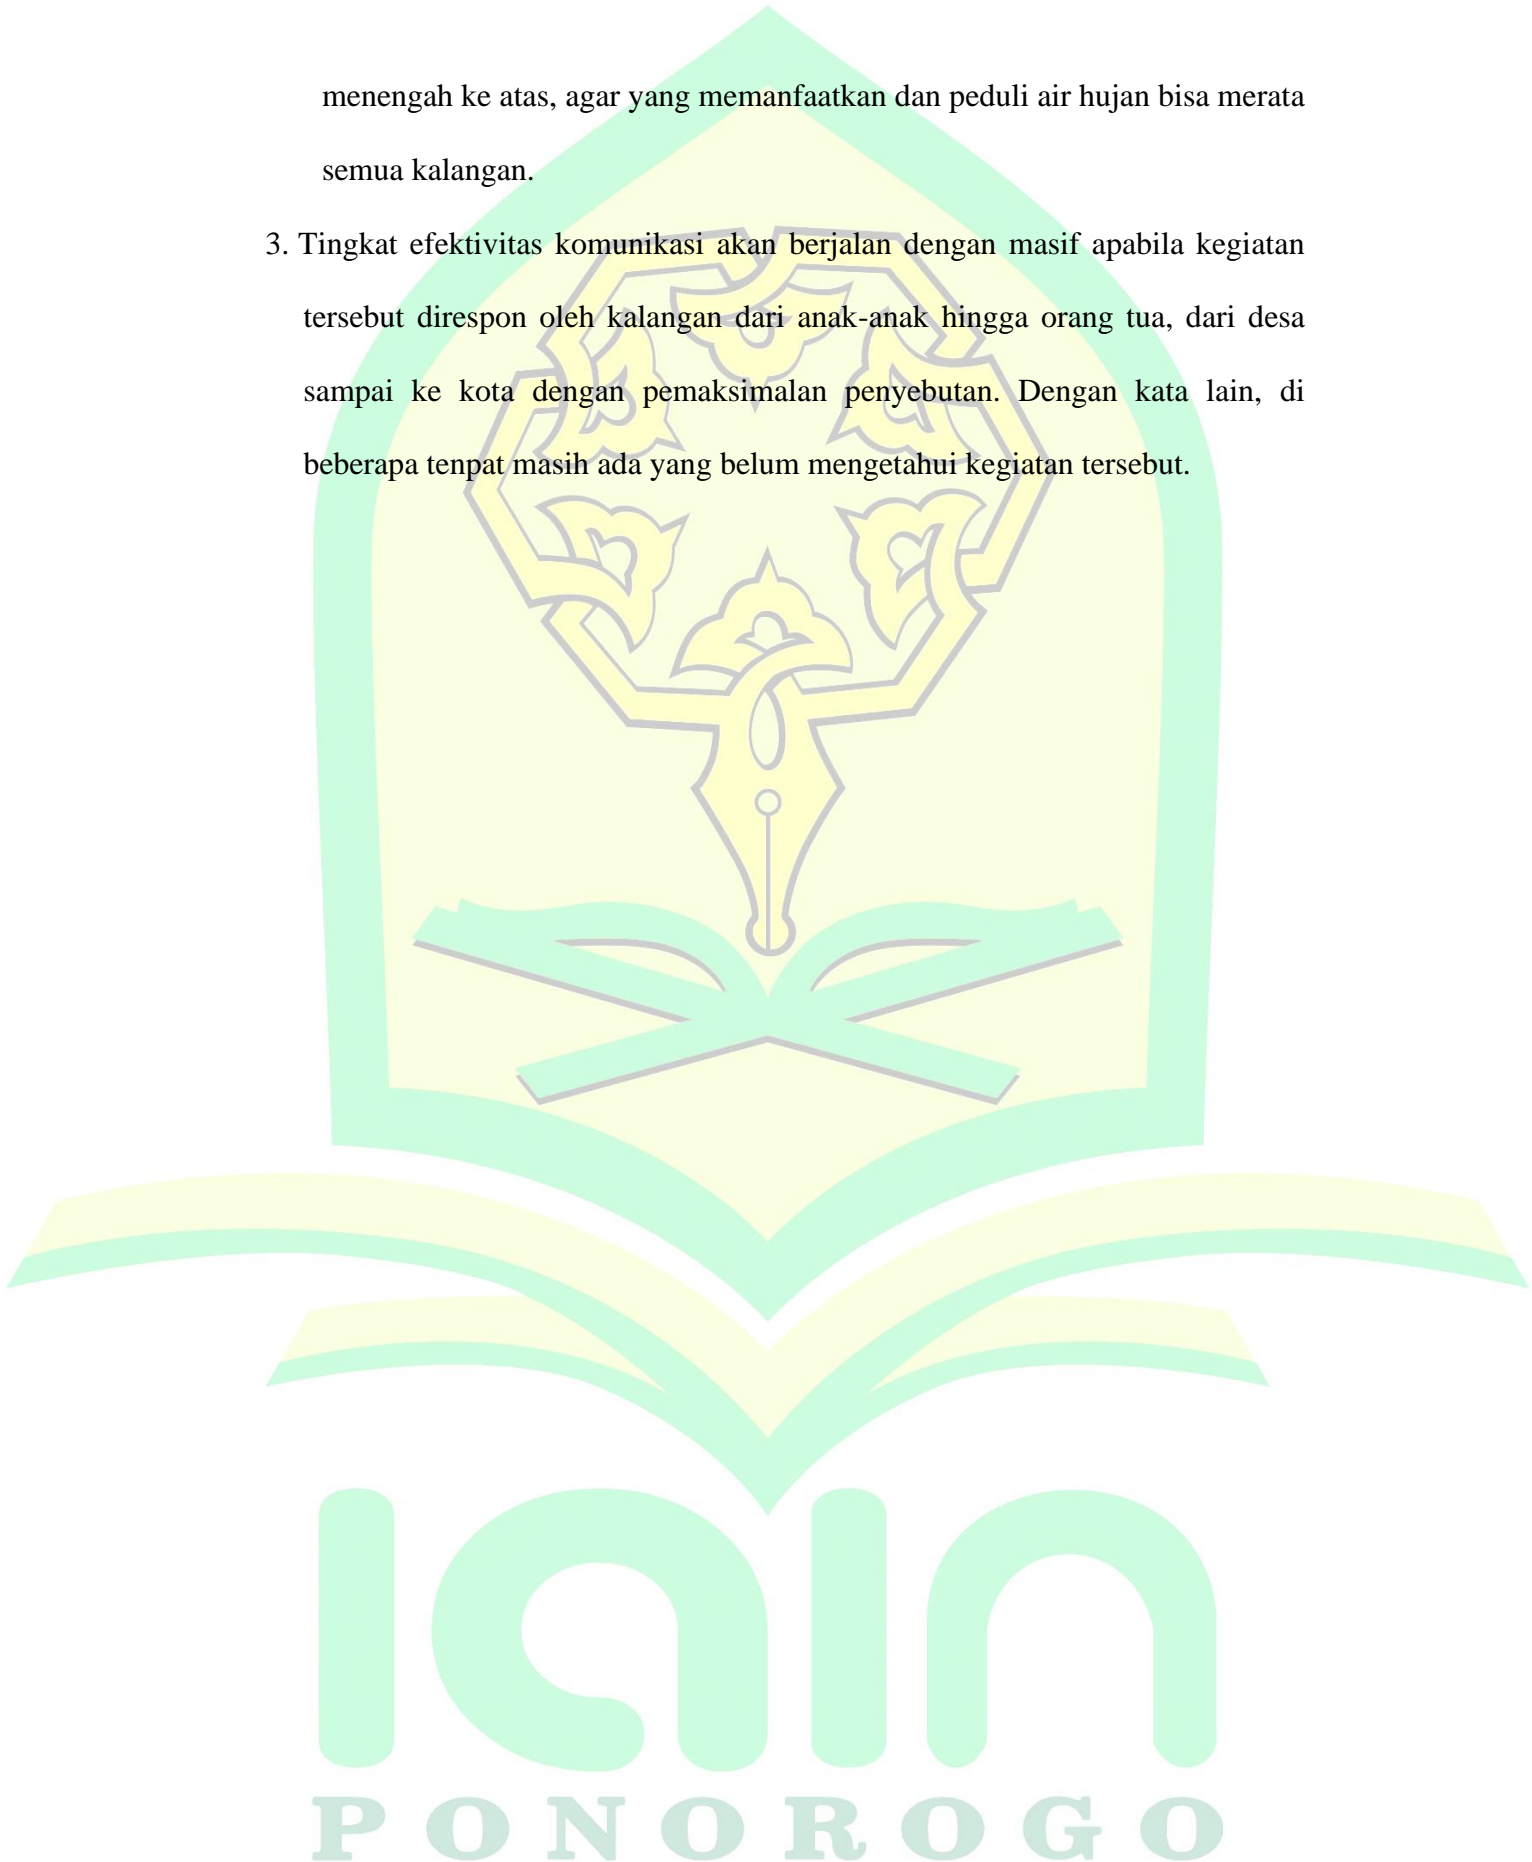 menengah ke atas, agar yang memanfaatkan dan peduli air hujan bisa merata
semua kalangan.
3. Tingkat efektivitas komunikasi akan berjalan dengan masif apabila kegiatan
tersebut direspon oleh kalangan dari anak-anak hingga orang tua, dari desa
sampai ke kota dengan pemaksimalan penyebutan. Dengan kata lain, di
beberapa tenpat masih ada yang belum mengetahui kegiatan tersebut.
iain
PONOROGO